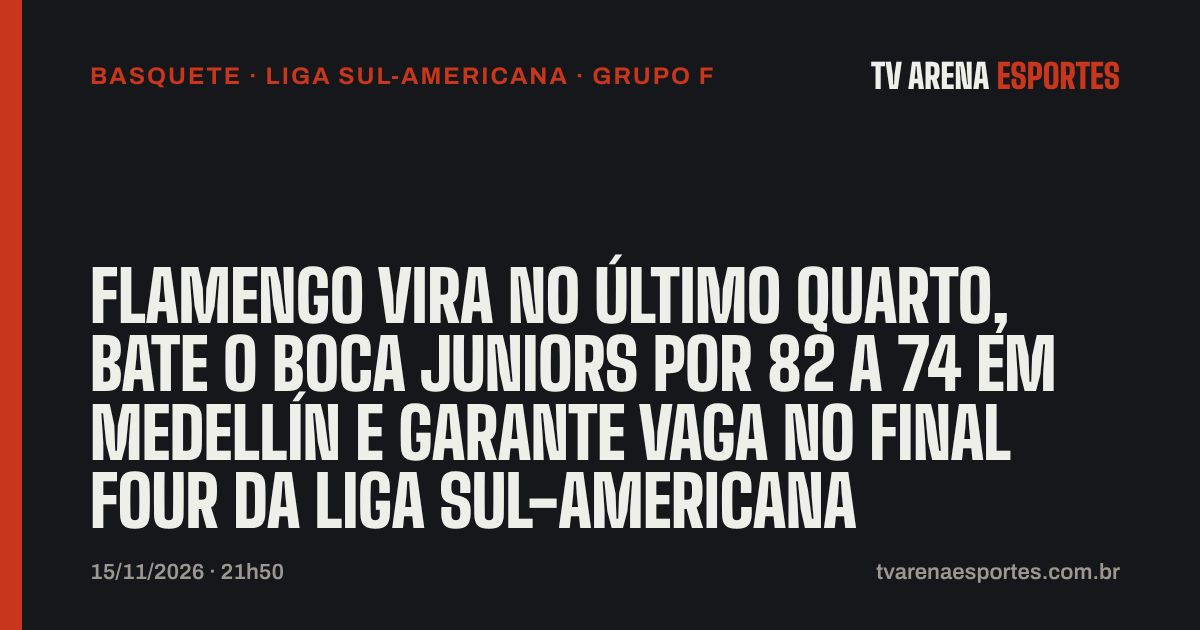 BASQUETE · LIGA SUL-AMERICANA · GRUPO F
TV ARENA ESPORTES
FLAMENGO VIRA NO ÚLTIMO QUARTO,
BATE O BOCA JUNIORS POR 82 A 74 EM
MEDELLÍN E GARANTE VAGA NO FINAL
FOUR DA LIGA SUL-AMERICANA
15/11/2026 · 21h50
tvarenaesportes.com.br